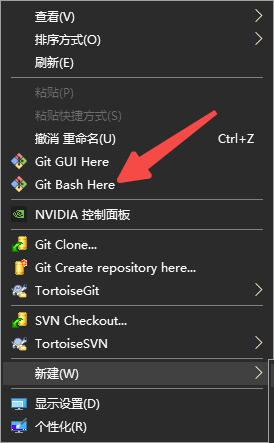 查看(V)
排序方式(O)
刷新(E)
粘贴(P)
粘贴快捷方式(S)
撤消 重命名(U) Ctrl+Z
Git GUI Here
Git Bash Here
NVIDIA 控制面板
Git Clone...
Git Create repository here...
TortoiseGit
SVN Checkout...
TortoiseSVN
新建(W)
显示设置(D)
个性化(R)